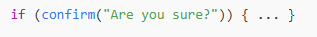 if (confirm("Are you sure?")) { ... }